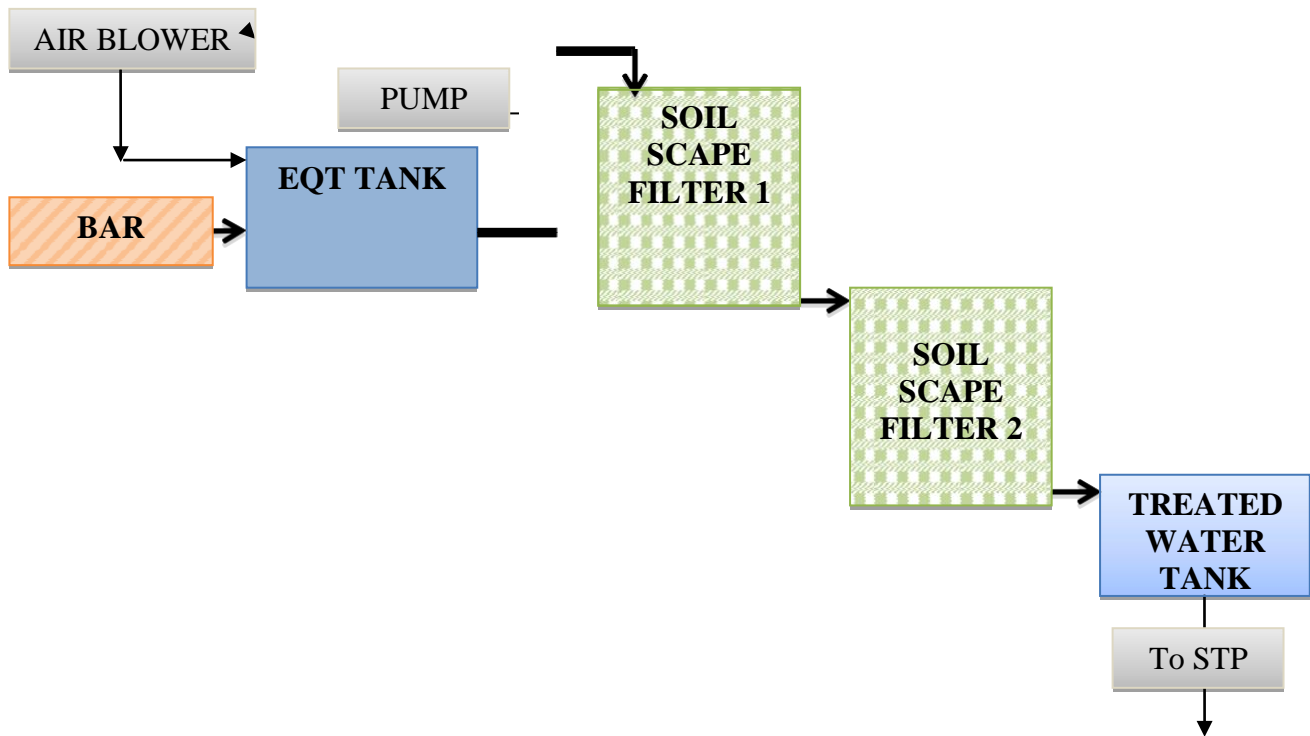 AIR BLOWER
PUMP
EQT TANK
BAR
SOIL
SCAPE
FILTER 1
SOIL
SCAPE
FILTER 2
TREATED
WATER
TANK
To STP